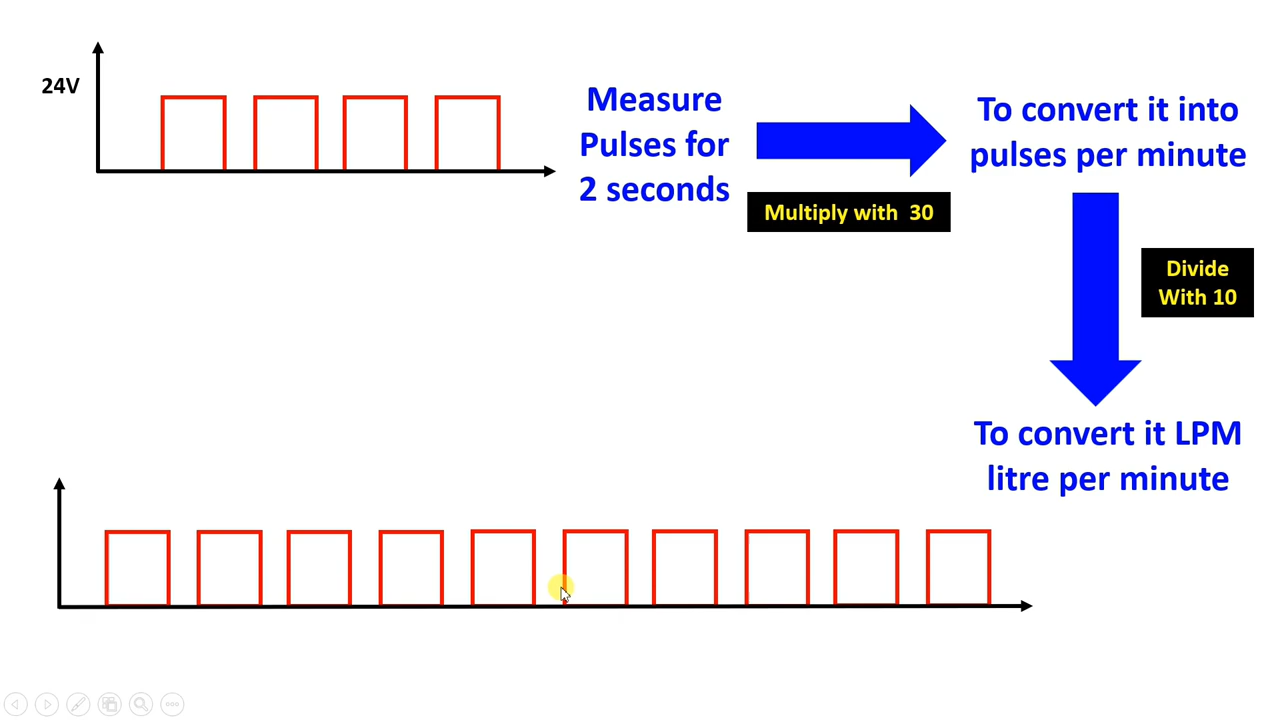 24V
Measure
Pulses for
2 seconds
Multiply with 30
To convert it into
pulses per minute
Divide
With 10
To convert it LPM
litre per minute